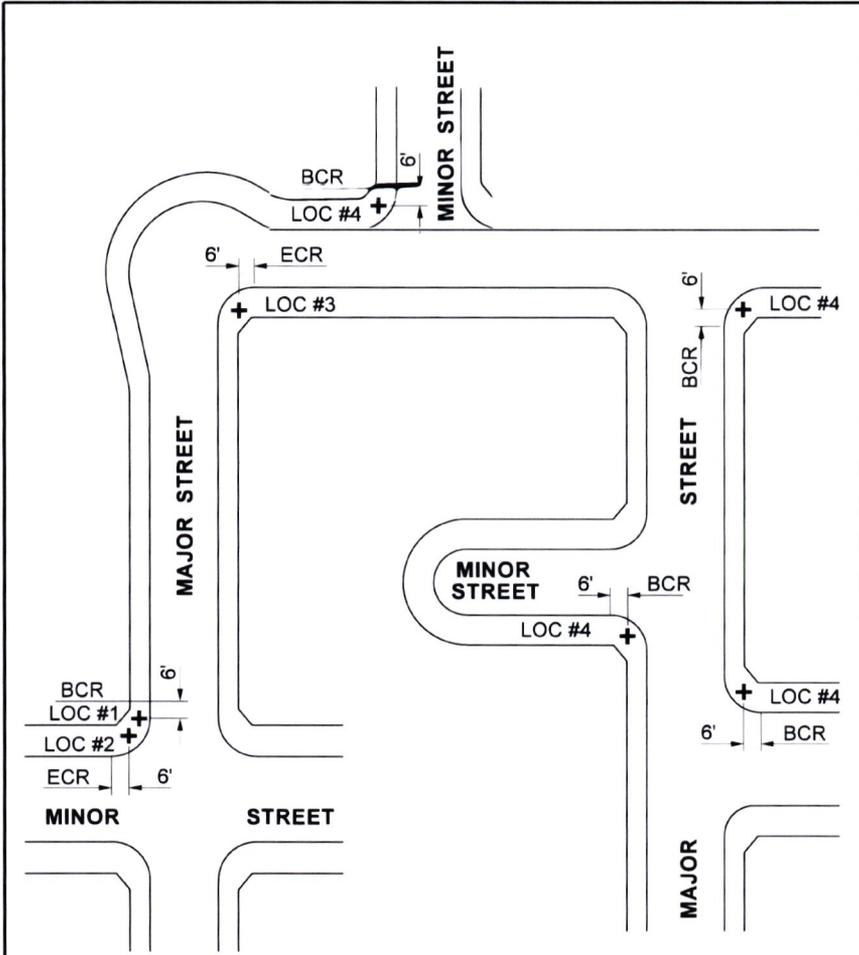 MINOR STREET
6'
BCR
LOC #4
6'
ECR
LOC #3
6'
LOC #4
BCR
MAJOR STREET
STREET
MINOR
STREET
6'
BCR
LOC #4
6'
BCR
LOC #1
LOC #2
ECR
6'
LOC #4
6'
BCR
MINOR
STREET
MAJOR